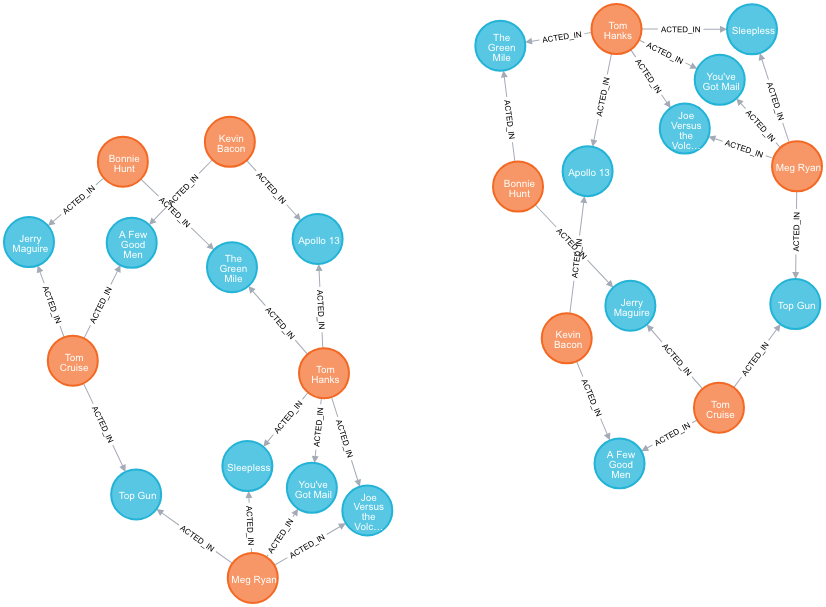 Bonnie
Hunt
Kevin
Bacon
ACTED_IN
ACTED_IN
ACTED_IN
ACTED_IN
Jerry
Maguire
A Few
Good
Men
The
Green
Mile
Apollo 13
ACTED_IN
ACTED_IN
ACTED_IN
ACTED_IN
Tom
Cruise
Tom
Hanks
ACTED_IN
ACTED_IN
ACTED_IN
ACTED_IN
Sleepless
You've
Got Mail
Top Gun
Joe
Versus
the
Volc...
ACTED_IN
ACTED_IN
ACTED_IN
ACTED_IN
Meg Ryan
Tom
Hanks
Sleepless
The
Green
Mile
ACTED_IN
ACTED_IN
ACTED_IN
ACTED_IN
ACTED_IN
You've
Got Mail
ACTED_IN
ACTED_IN
ACTED_IN
Joe
Versus
the
Volc...
ACTED_IN
ACTED_IN
Meg Ryan
Apollo 13
Bonnie
Hunt
ACTED_IN
ACTED_IN
ACTED_IN
Jerry
Maguire
Top Gun
Kevin
Bacon
ACTED_IN
ACTED_IN
ACTED_IN
Tom
Cruise
ACTED_IN
A Few
Good
Men